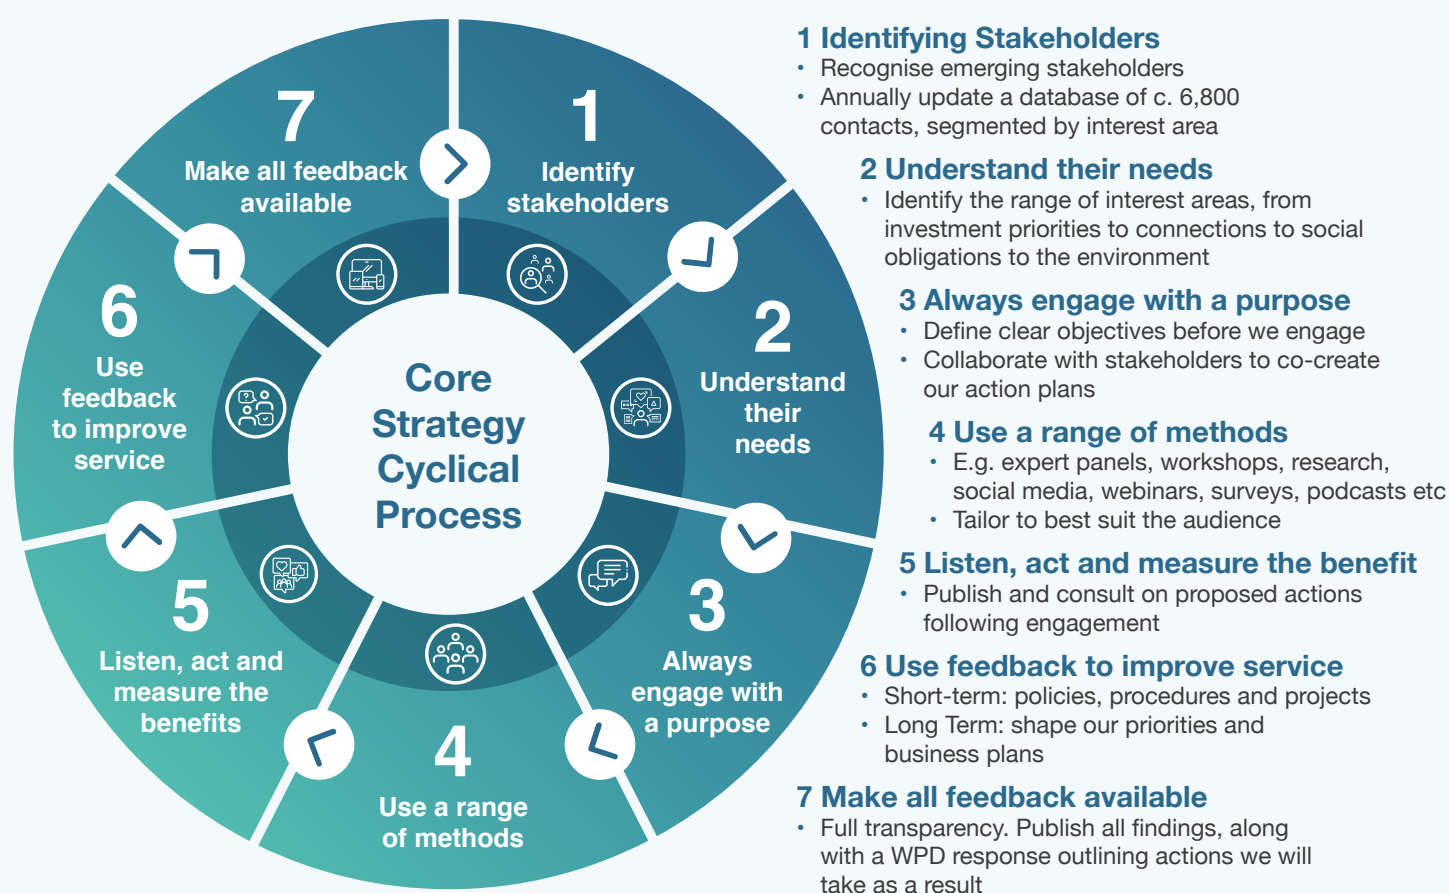 7
Make all feedback
available
1
Identify
stakeholders
6
Use
feedback
to improve
service
2
Understand
their
needs
Core
Strategy
Cyclical
Process
5
Listen, act and
measure the
benefits
3
Always
engage with
a purpose
4
Use a range
of methods
1 Identifying Stakeholders
• Recognise emerging stakeholders
• Annually update a database of c. 6,800
contacts, segmented by interest area
2 Understand their needs
• Identify the range of interest areas, from
investment priorities to connections to social
obligations to the environment
3 Always engage with a purpose
• Define clear objectives before we engage
• Collaborate with stakeholders to co-create
our action plans
4 Use a range of methods
• E.g. expert panels, workshops, research,
social media, webinars, surveys, podcasts etc
• Tailor to best suit the audience
5 Listen, act and measure the benefit
• Publish and consult on proposed actions
following engagement
6 Use feedback to improve service
• Short-term: policies, procedures and projects
• Long Term: shape our priorities and
business plans
7 Make all feedback available
• Full transparency. Publish all findings, along
with a WPD response outlining actions we will
take as a result